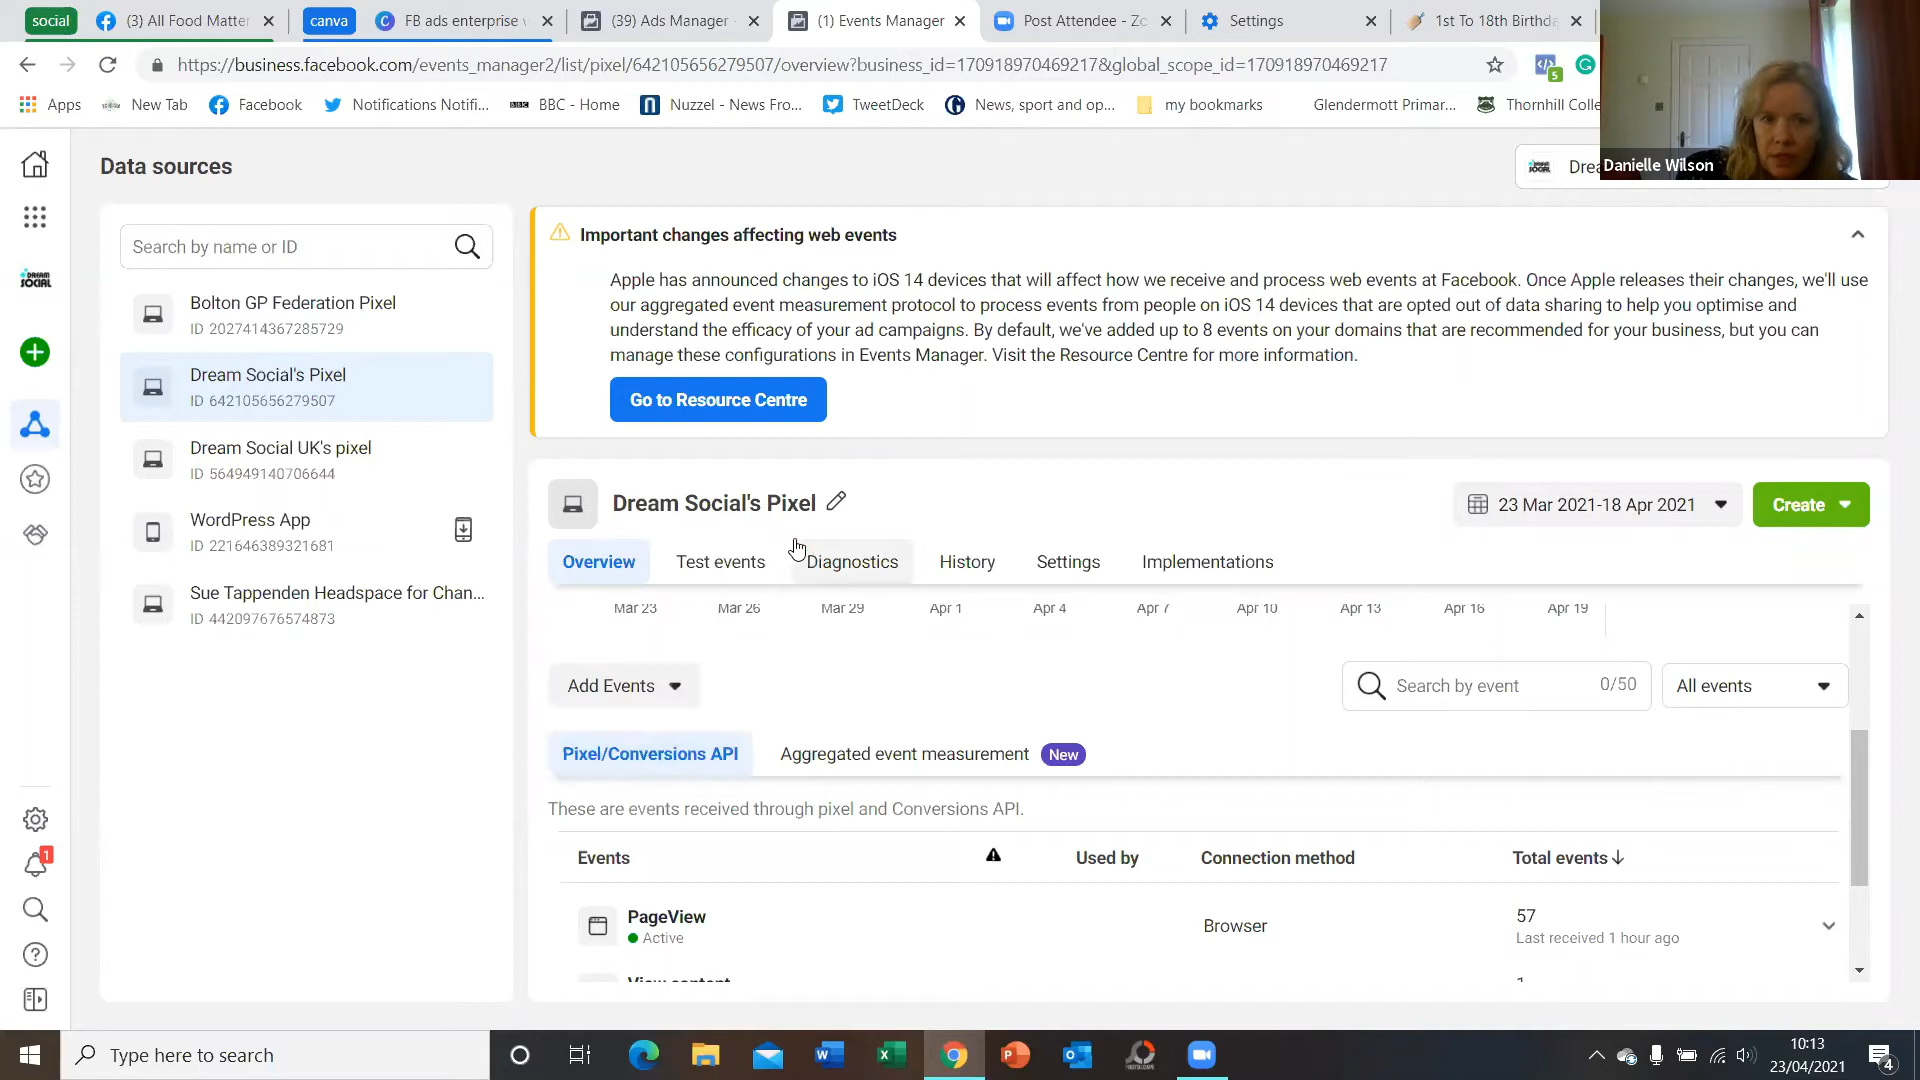 social
(3) All Food Matter
canva
FB ads enterprise
(39) Ads Manager
(1) Events Manager
Post Attendee - Zo
Settings
1st To 18th Birthda
https://business.facebook.com/events_manager2/list/pixel/642105656279507/overview?business_id=170918970469217&global_scope_id=170918970469217
5
Apps
New Tab
Facebook
Notifications Notifi...
BBC
BBC - Home
Nuzzel - News Fro...
TweetDeck
News, sport and op...
my bookmarks
Glendermott Primar...
Thornhill Colle
Danielle Wilson
Data sources
DREAM SOCIAL
Drea
Search by name or ID
Bolton GP Federation Pixel
ID 2027414367285729
Dream Social's Pixel
ID 642105656279507
Dream Social UK's pixel
ID 564949140706644
WordPress App
ID 221646389321681
Sue Tappenden Headspace for Chan...
ID 442097676574873
Important changes affecting web events
Apple has announced changes to iOS 14 devices that will affect how we receive and process web events at Facebook. Once Apple releases their changes, we'll use
our aggregated event measurement protocol to process events from people on iOS 14 devices that are opted out of data sharing to help you optimise and
understand the efficacy of your ad campaigns. By default, we've added up to 8 events on your domains that are recommended for your business, but you can
manage these configurations in Events Manager. Visit the Resource Centre for more information.
Go to Resource Centre
Dream Social's Pixel
23 Mar 2021-18 Apr 2021
Create
Overview
Test events
Diagnostics
History
Settings
Implementations
Mar 23
Mar 26
Mar 29
Apr 1
Apr 4
Apr 7
Apr 10
Apr 13
Apr 16
Apr 19
Add Events
Search by event
0/50
All events
Pixel/Conversions API
Aggregated event measurement
New
These are events received through pixel and Conversions API.
Events
Used by
Connection method
Total events
PageView
Active
Browser
57
Last received 1 hour ago
View content
1
1
Type here to search
10:13
23/04/2021
4